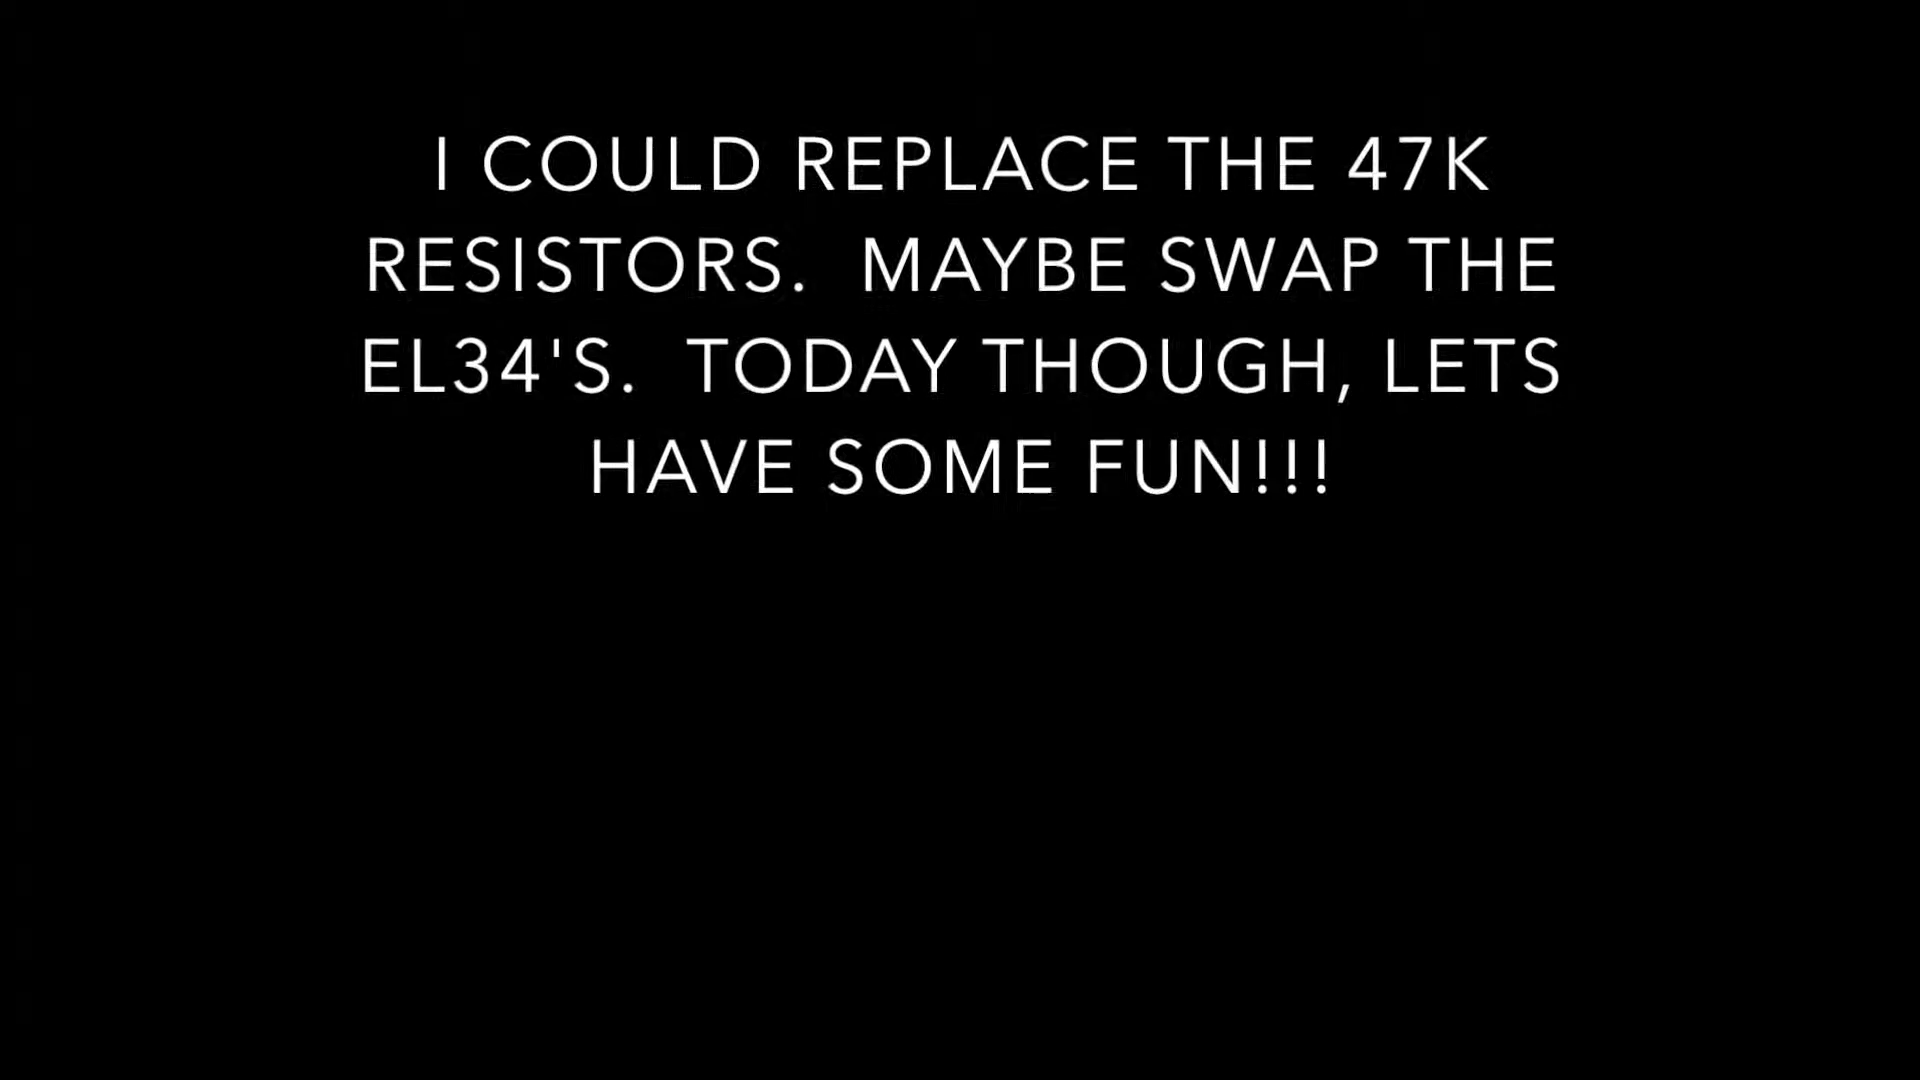 I COULD REPLACE THE 47K
RESISTORS.  MAYBE SWAP THE
EL34'S.  TODAY THOUGH, LETS
HAVE SOME FUN!!!